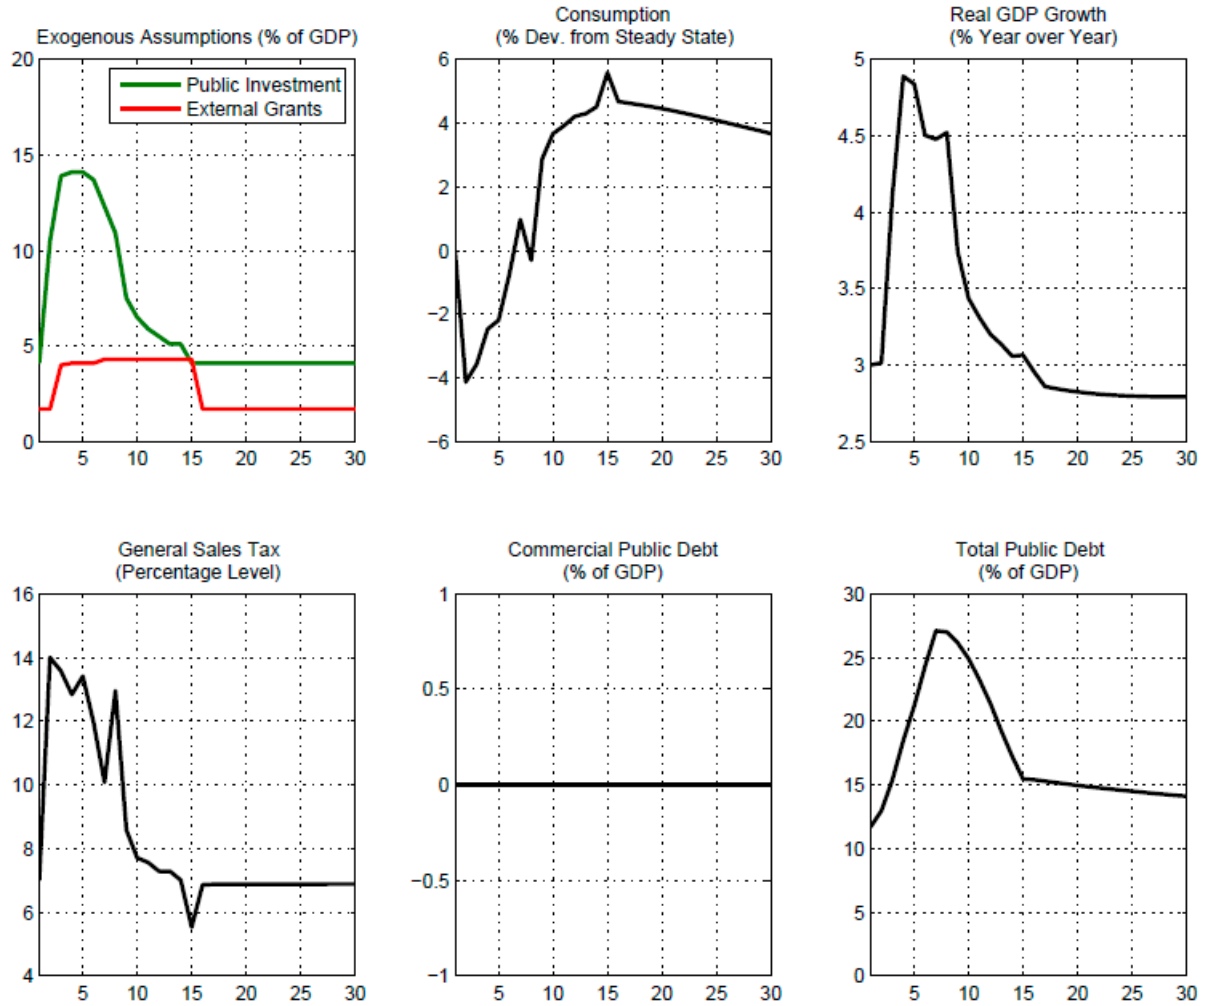 Exogenous Assumptions (% of GDP)
20
15
10
5
0
Public Investment
External Grants
5 10 15 20 25 30
Consumption
(% Dev. from Steady State)
6
4
2
0
−2
−4
−6
5 10 15 20 25 30
Real GDP Growth
(% Year over Year)
5
4.5
4
3.5
3
2.5
5 10 15 20 25 30
General Sales Tax
(Percentage Level)
16
14
12
10
8
6
4
5 10 15 20 25 30
Commercial Public Debt
(% of GDP)
1
0.5
0
−0.5
−1
5 10 15 20 25 30
Total Public Debt
(% of GDP)
30
25
20
15
10
5
0
5 10 15 20 25 30